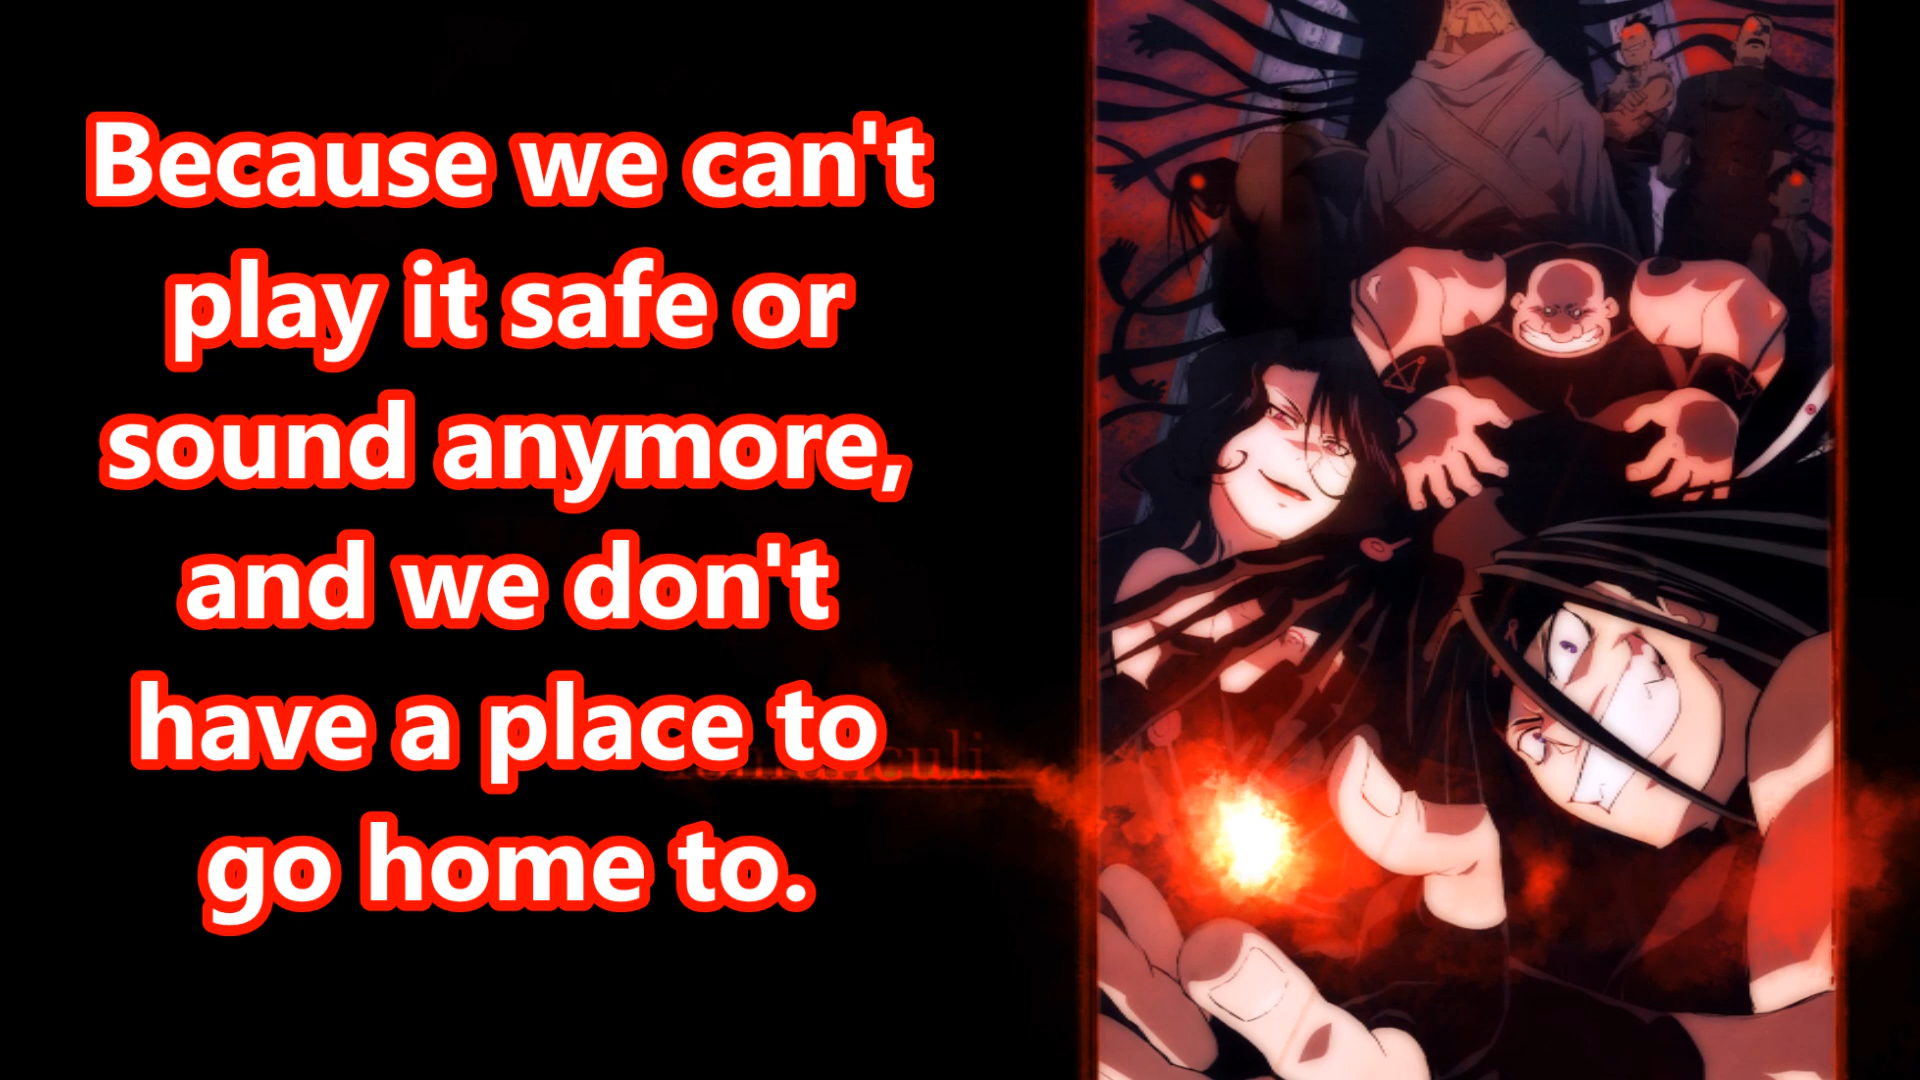 Because we can't
play it safe or
sound anymore,
and we don't
have a place to
go home to.